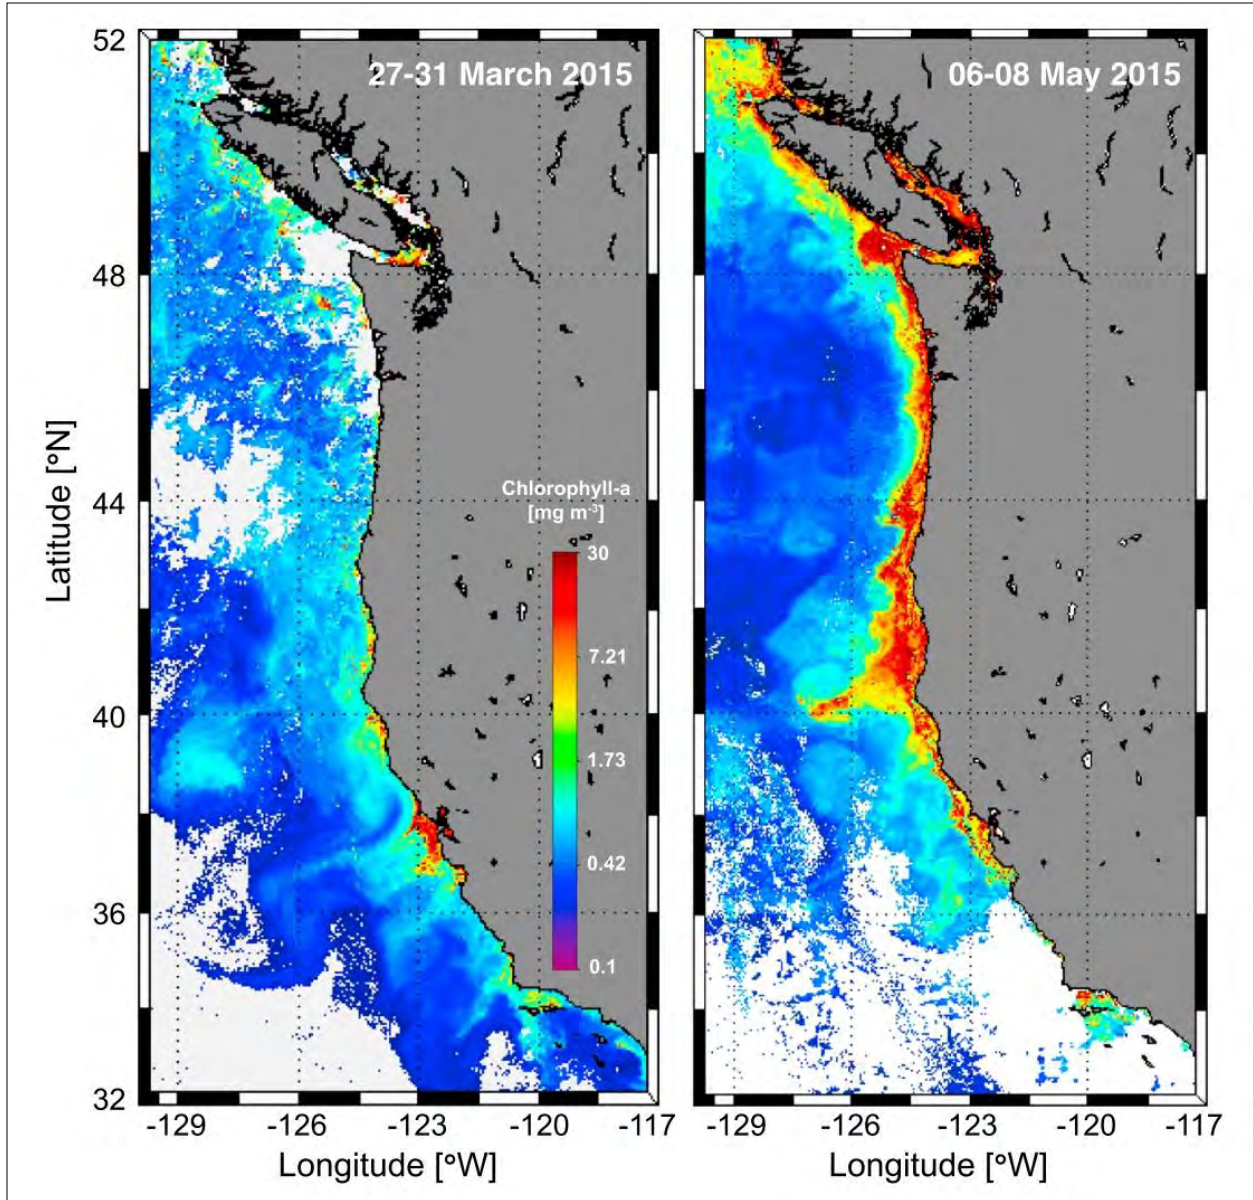 27-31 March 2015
06-08 May 2015
52
48
44
40
36
32
Latitude [°N]
Chlorophyll-a
[mg m-3]
30
7.21
1.73
0.42
0.1
-129 -126 -123 -120 -117
-129 -126 -123 -120 -117
Longitude [°W]
Longitude [°W]